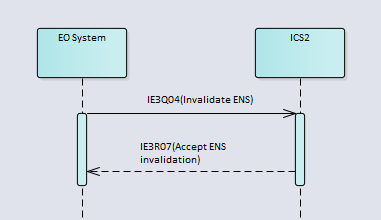 EO System
ICS2
IE3Q04(Invalidate ENS)
IE3R07(Accept ENS
invalidation)